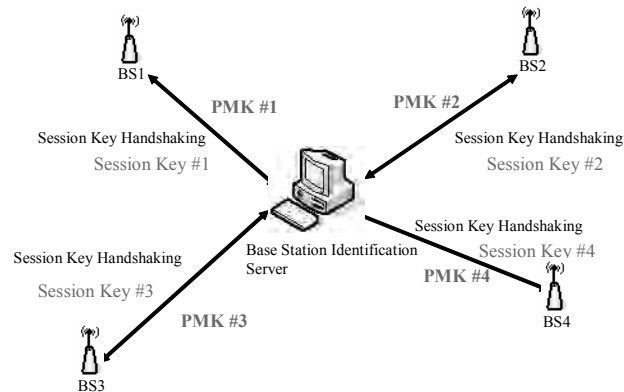 BS1
BS2
PMK #1
PMK #2
Session Key Handshaking
Session Key #1
Session Key Handshaking
Session Key #2
Session Key Handshaking
Session Key #4
Base Station Identification
Server
Session Key Handshaking
Session Key #3
PMK #4
PMK #3
BS4
BS3